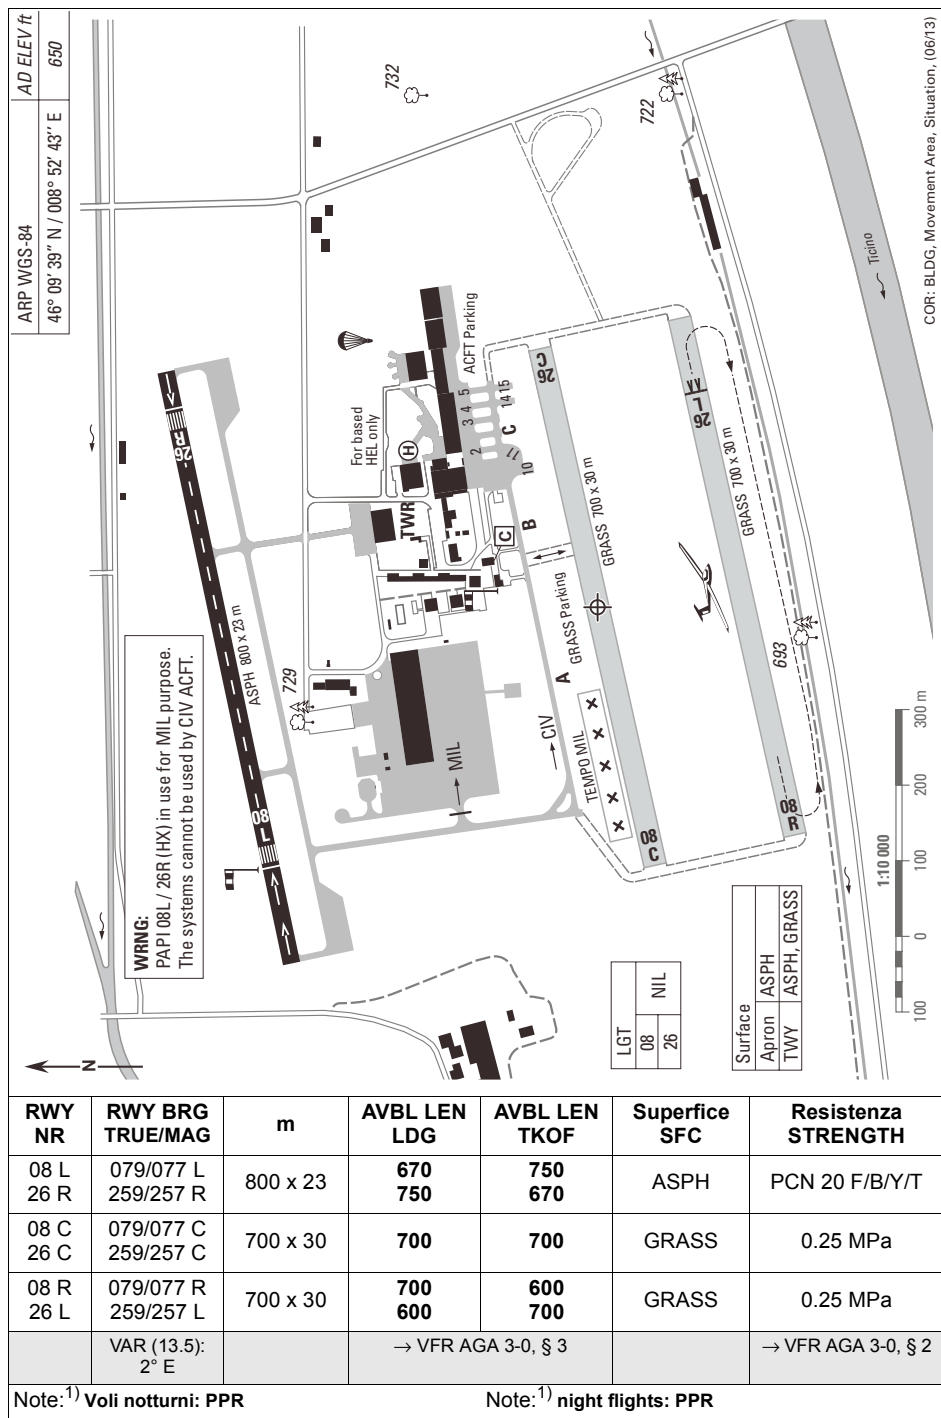 ARP WGS-84
AD ELEV ft
46° 09' 39" N / 008° 52' 43" E
650
COR: BLDG, Movement Area, Situation, (06/13)
732
722
Ticino
WRNG:
PAPI 08L / 26R (HX) in use for MIL purpose.
The systems cannot be used by CIV ACFT.
26
R
ASPH 800 x 23 m
08
L
For based
HEL only
H
TWR
ACFT Parking
2
3
4
5
10
11
14
15
C
B
C
A
GRASS Parking
GRASS 700 x 30 m
26
C
08
C
26
L
GRASS 700 x 30 m
08
R
729
693
MIL
CIV
TEMPO MIL
N
LGT
08
26
NIL
Surface
Apron
ASPH
TWY
ASPH, GRASS
1:10 000
100
0
100
200
300 m
RWY NR
RWY BRG TRUE/MAG
m
AVBL LEN LDG
AVBL LEN TKOF
Superfice SFC
Resistenza STRENGTH
08 L
079/077 L
800 x 23
670
750
ASPH
PCN 20 F/B/Y/T
26 R
259/257 R
750
670
08 C
079/077 C
700 x 30
700
700
GRASS
0.25 MPa
26 C
259/257 C
08 R
079/077 R
700 x 30
700
600
GRASS
0.25 MPa
26 L
259/257 L
600
700
VAR (13.5):
2° E
→ VFR AGA 3-0, § 3
→ VFR AGA 3-0, § 2
Note:1) Voli notturni: PPR
Note:1) night flights: PPR